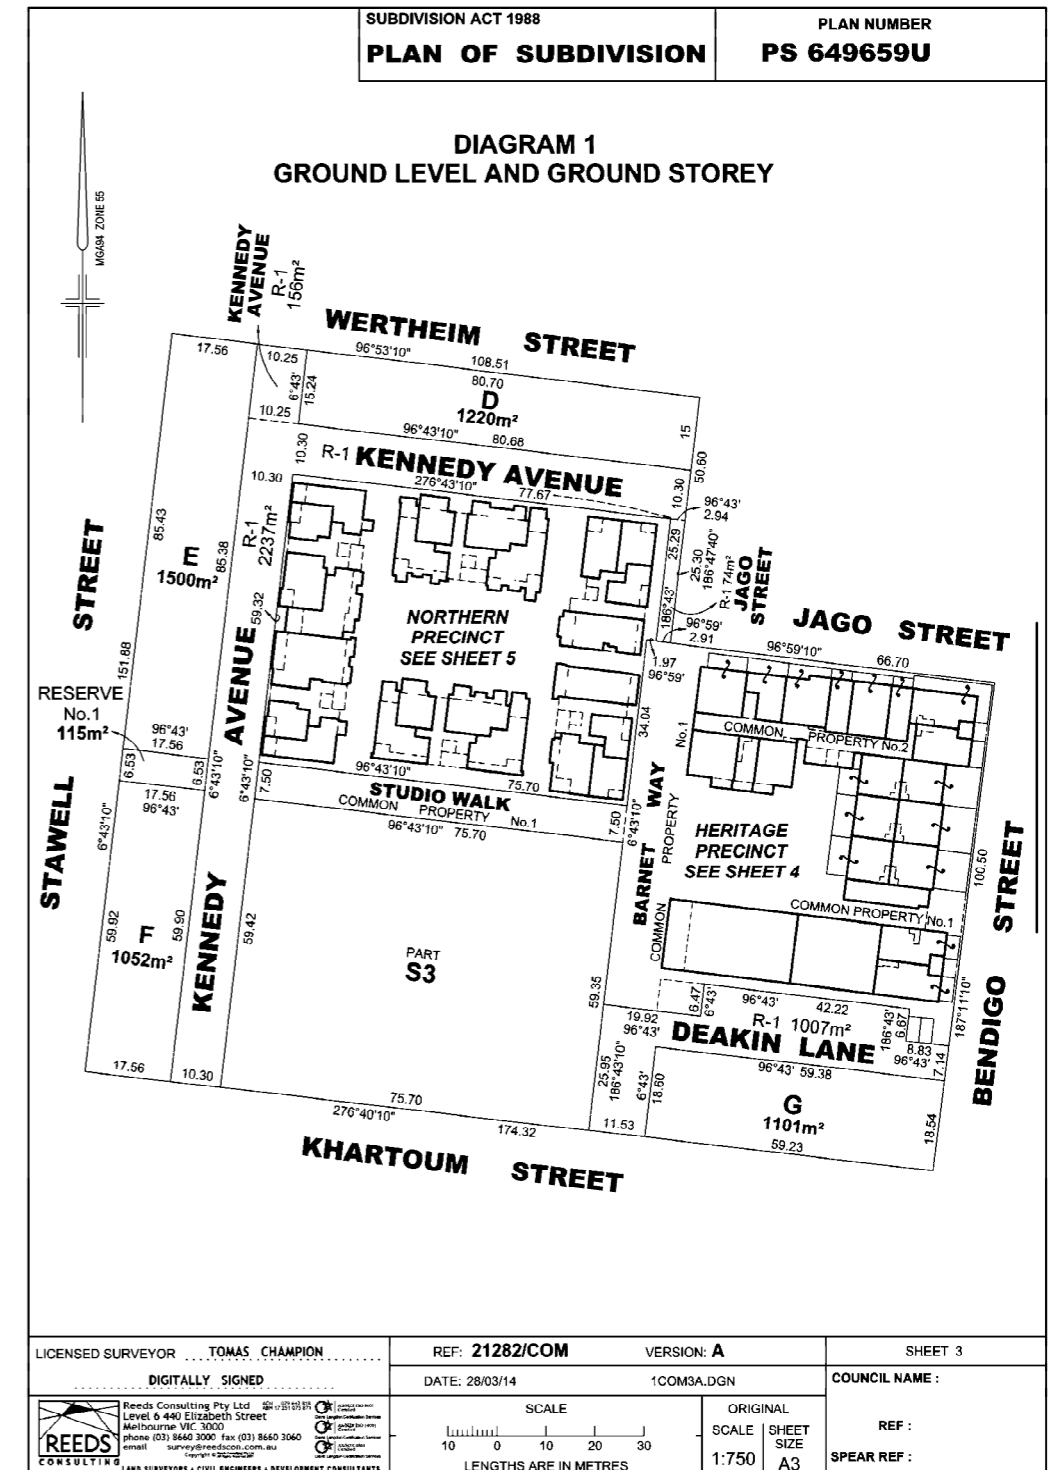 SUBDIVISION ACT 1988
PLAN OF SUBDIVISION
PLAN NUMBER
PS 649659U
DIAGRAM 1
GROUND LEVEL AND GROUND STOREY
MGA94 ZONE 55
KENNEDY
AVENUE
R-1
156m²
WERTHEIM STREET
17.56
10.25
96°53'10"
108.51
80.70
6°43'
15.24
D
1220m²
10.25
96°43'10"
80.68
15
50.60
10.30
R-1 KENNEDY AVENUE
10.30
276°43'10"
77.67
10.30
96°43'
2.94
STREET
85.43
E
1500m²
85.38
R-1
2237m²
59.32
25.29
25.30
186°47'40"
R-1 74m²
JAGO
STREET
186°43'
96°59'
2.91
JAGO STREET
NORTHERN
PRECINCT
SEE SHEET 5
1.97
96°59'
96°59'10"
66.70
151.88
RESERVE
No.1
115m²
96°43'
17.56
6.53
6.53
6°43'10"
AVENUE
6°43'10"
7.50
34.04
No.1
COMMON PROPERTY No.2
17.56
96°43'
96°43'10"
75.70
STUDIO WALK
COMMON PROPERTY No.1
96°43'10" 75.70
7.50
6°43'10"
BARNET WAY
COMMON PROPERTY
HERITAGE
PRECINCT
SEE SHEET 4
100.50
STAWELL
6°43'10"
59.92
F
1052m²
59.90
KENNEDY
59.42
PART
S3
COMMON PROPERTY No.1
BENDIGO STREET
187°11'10"
59.35
19.92
96°43'
6.47
6°43'
96°43'
42.22
R-1 1007m²
186°43'
6.67
DEAKIN LANE
8.83
96°43'
7.14
25.95
186°43'10"
6°43'
18.60
96°43' 59.38
G
1101m²
18.54
17.56
10.30
75.70
276°40'10"
174.32
11.53
59.23
KHARTOUM STREET
LICENSED SURVEYOR TOMAS CHAMPION
DIGITALLY SIGNED
REF: 21282/COM
VERSION: A
SHEET 3
DATE: 28/03/14
1COM3A.DGN
COUNCIL NAME :
REEDS
CONSULTING
Reeds Consulting Pty Ltd
Level 6 440 Elizabeth Street
Melbourne VIC 3000
phone (03) 8660 3000 fax (03) 8660 3060
email survey@reedscon.com.au
LAND SURVEYORS • CIVIL ENGINEERS • DEVELOPMENT CONSULTANTS
SCALE
10 0 10 20 30
LENGTHS ARE IN METRES
ORIGINAL
SCALE
1:750
SHEET
SIZE
A3
REF :
SPEAR REF :